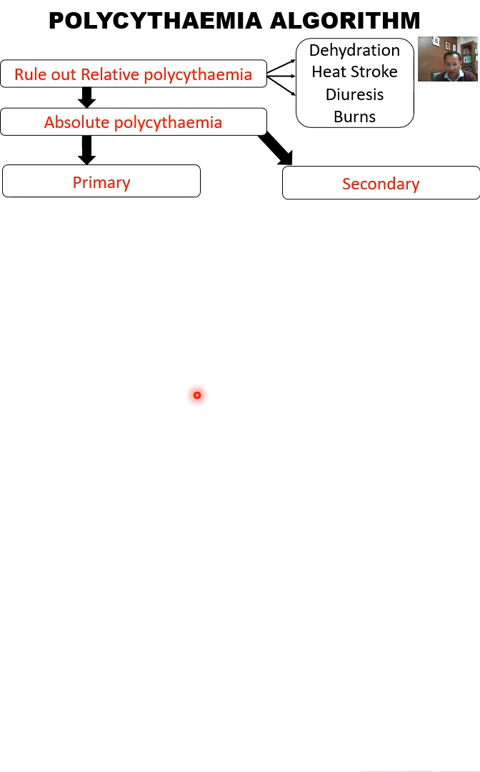 POLYCYTHAEMIA ALGORITHM
Rule out Relative polycythaemia
Dehydration
Heat Stroke
Diuresis
Burns
Absolute polycythaemia
Primary
Secondary